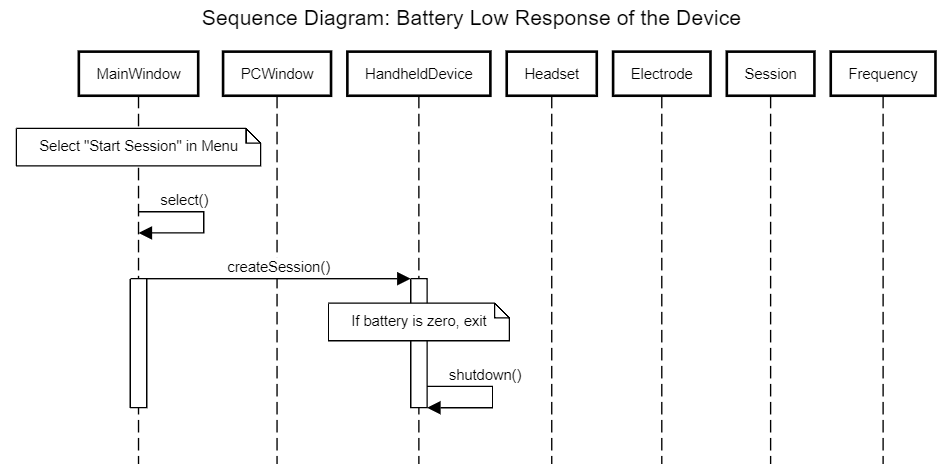 Sequence Diagram: Battery Low Response of the Device
MainWindow
PCWindow
HandheldDevice
Headset
Electrode
Session
Frequency
Select "Start Session" in Menu
select()
createSession()
If battery is zero, exit
shutdown()